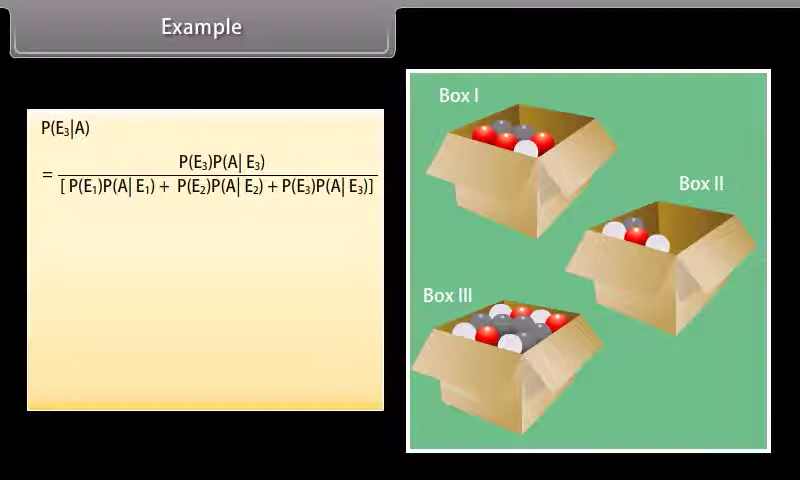 Example
P(E₃|A)
= P(E₃)P(A| E₃)
[ P(E₁)P(A| E₁) + P(E₂)P(A| E₂) + P(E₃)P(A| E₃)]
Box I
Box II
Box III